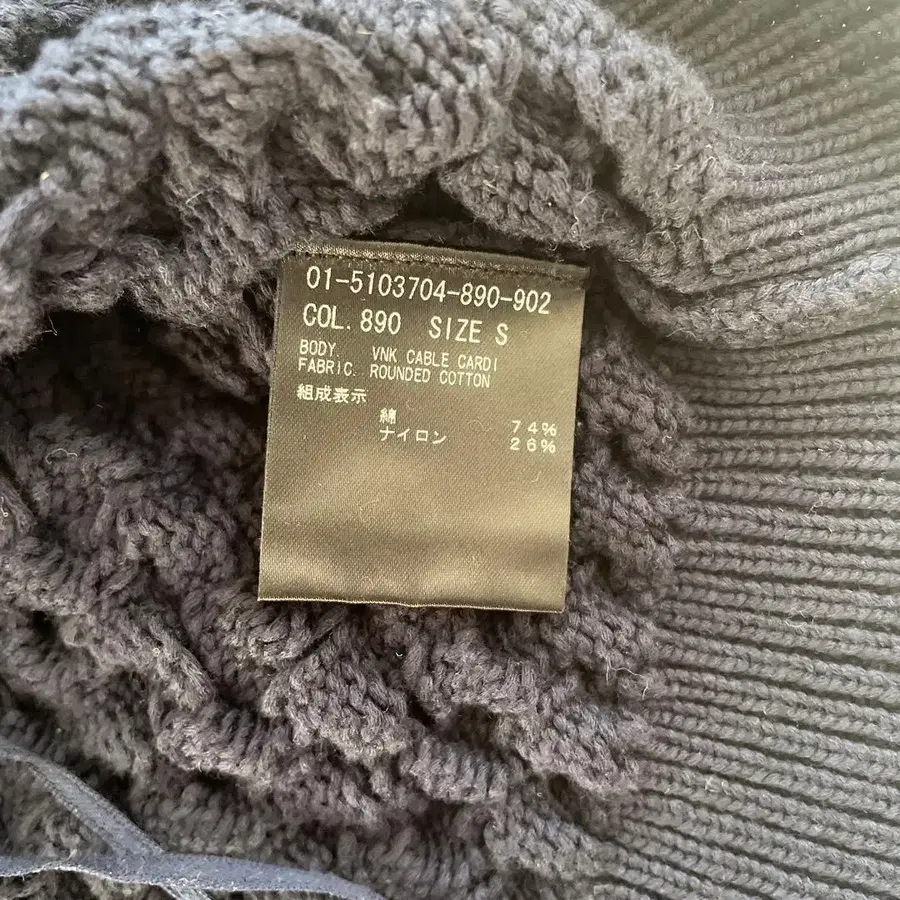 01-5103704-890-902
COL. 890 SIZE S
BODY. VNK CABLE CARDI
FABRIC. ROUNDED COTTON
組成表示
綿 74%
ナイロン 26%